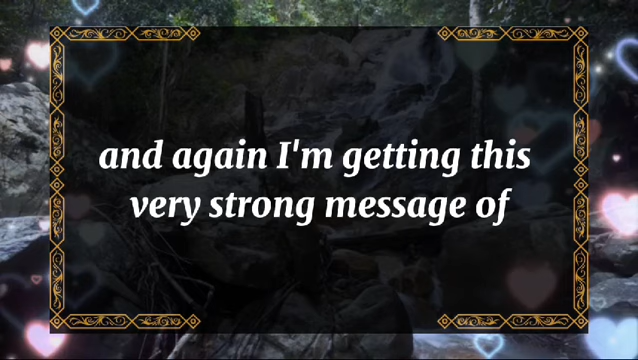 and again I'm getting this
very strong message of